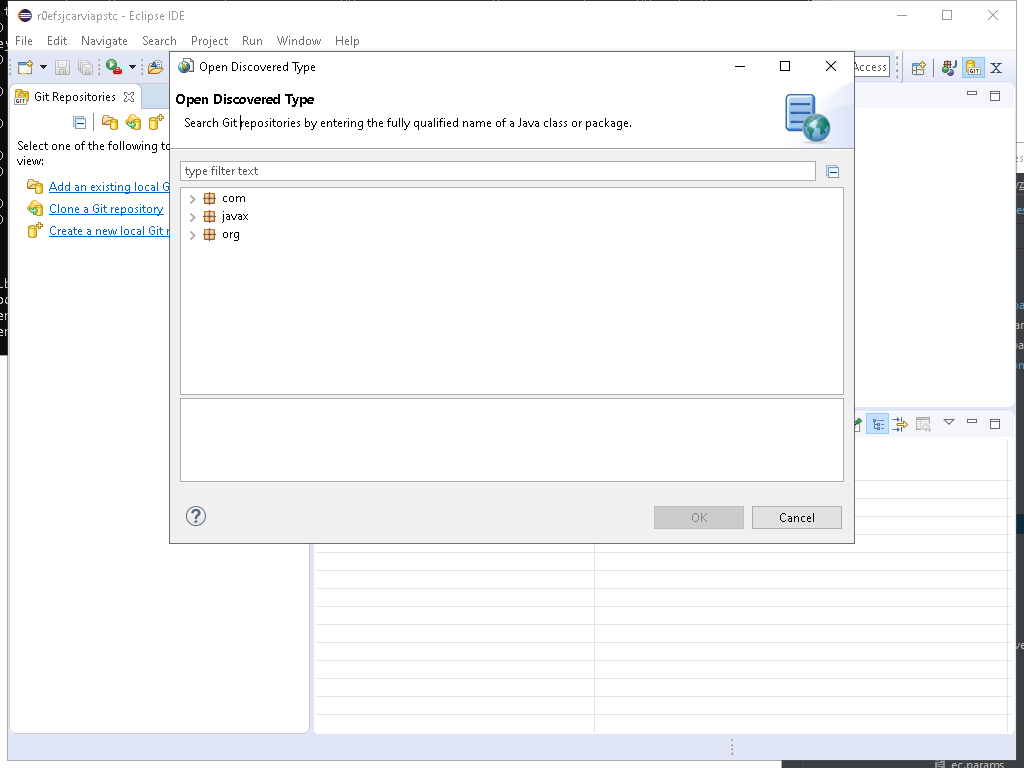 r0efsjcarviapstc - Eclipse IDE
File Edit Navigate Search Project Run Window Help
Open Discovered Type
Access
Git Repositories
Open Discovered Type
Search Git repositories by entering the fully qualified name of a Java class or package.
Select one of the following to
view:
type filter text
Add an existing local G
com
Clone a Git repository
javax
Create a new local Git r
org
OK Cancel
ec.params